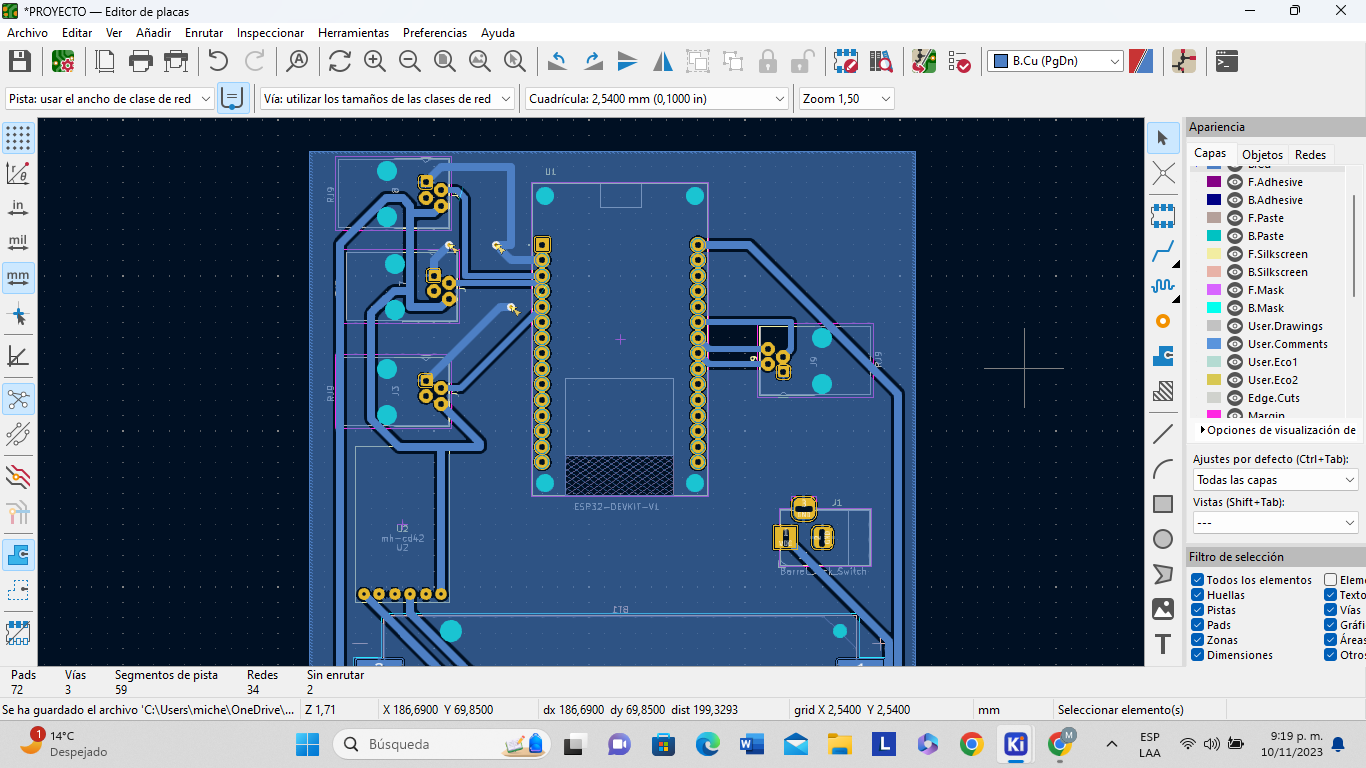 *PROYECTO — Editor de placas
Archivo Editar Ver Añadir Enrutar Inspeccionar Herramientas Preferencias Ayuda
B.Cu (PgDn)
Pista: usar el ancho de clase de red
Vía: utilizar los tamaños de las clases de red
Cuadrícula: 2,5400 mm (0,1000 in)
Zoom 1,50
in
mil
mm
Apariencia
Capas Objetos Redes
F.Adhesive
B.Adhesive
F.Paste
B.Paste
F.Silkscreen
B.Silkscreen
F.Mask
B.Mask
User.Drawings
User.Comments
User.Eco1
User.Eco2
Edge.Cuts
Margin
Opciones de visualización de
Ajustes por defecto (Ctrl+Tab):
Todas las capas
Vistas (Shift+Tab):
---
Filtro de selección
Todos los elementos
Huellas
Pistas
Pads
Zonas
Dimensiones
Eleme
Texto
Vías
Gráfi
Áreas
Otros
U1
RJ9
RJ9
J2
J9
RJ9
ESP32-DEVKIT-V1
U2
mh-cd42
U2
J1
BT1
Pads Vías Segmentos de pista Redes Sin enrutar
72 3 59 34 2
Se ha guardado el archivo 'C:\Users\miche\OneDrive\... Z 1,71 X 186,6900 Y 69,8500 dx 186,6900 dy 69,8500 dist 199,3293 grid X 2,5400 Y 2,5400 mm Seleccionar elemento(s)
1
14°C
Despejado
Búsqueda
W
L
Ki
M
ESP
LAA
9:19 p. m.
10/11/2023